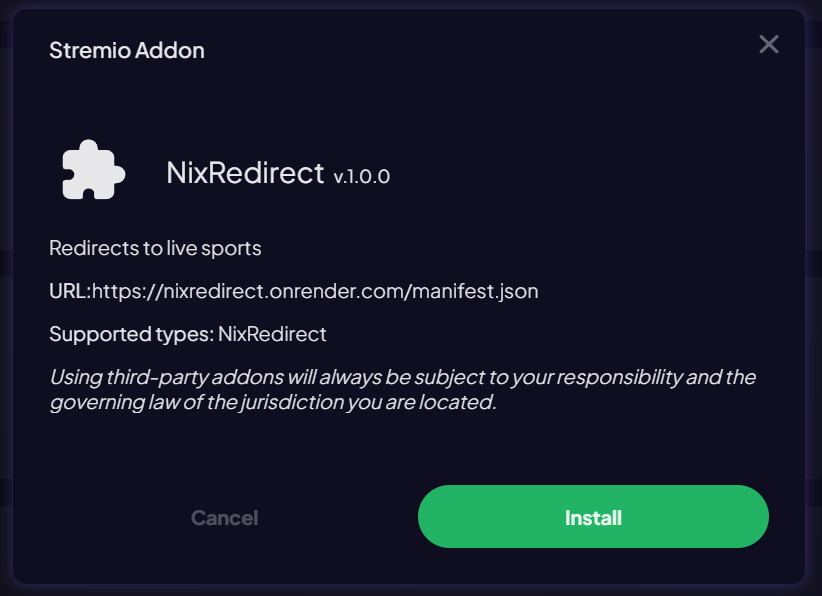 Stremio Addon
NixRedirect v.1.0.0
Redirects to live sports
URL:https://nixredirect.onrender.com/manifest.json
Supported types: NixRedirect
Using third-party addons will always be subject to your responsibility and the
governing law of the jurisdiction you are located.
Cancel
Install